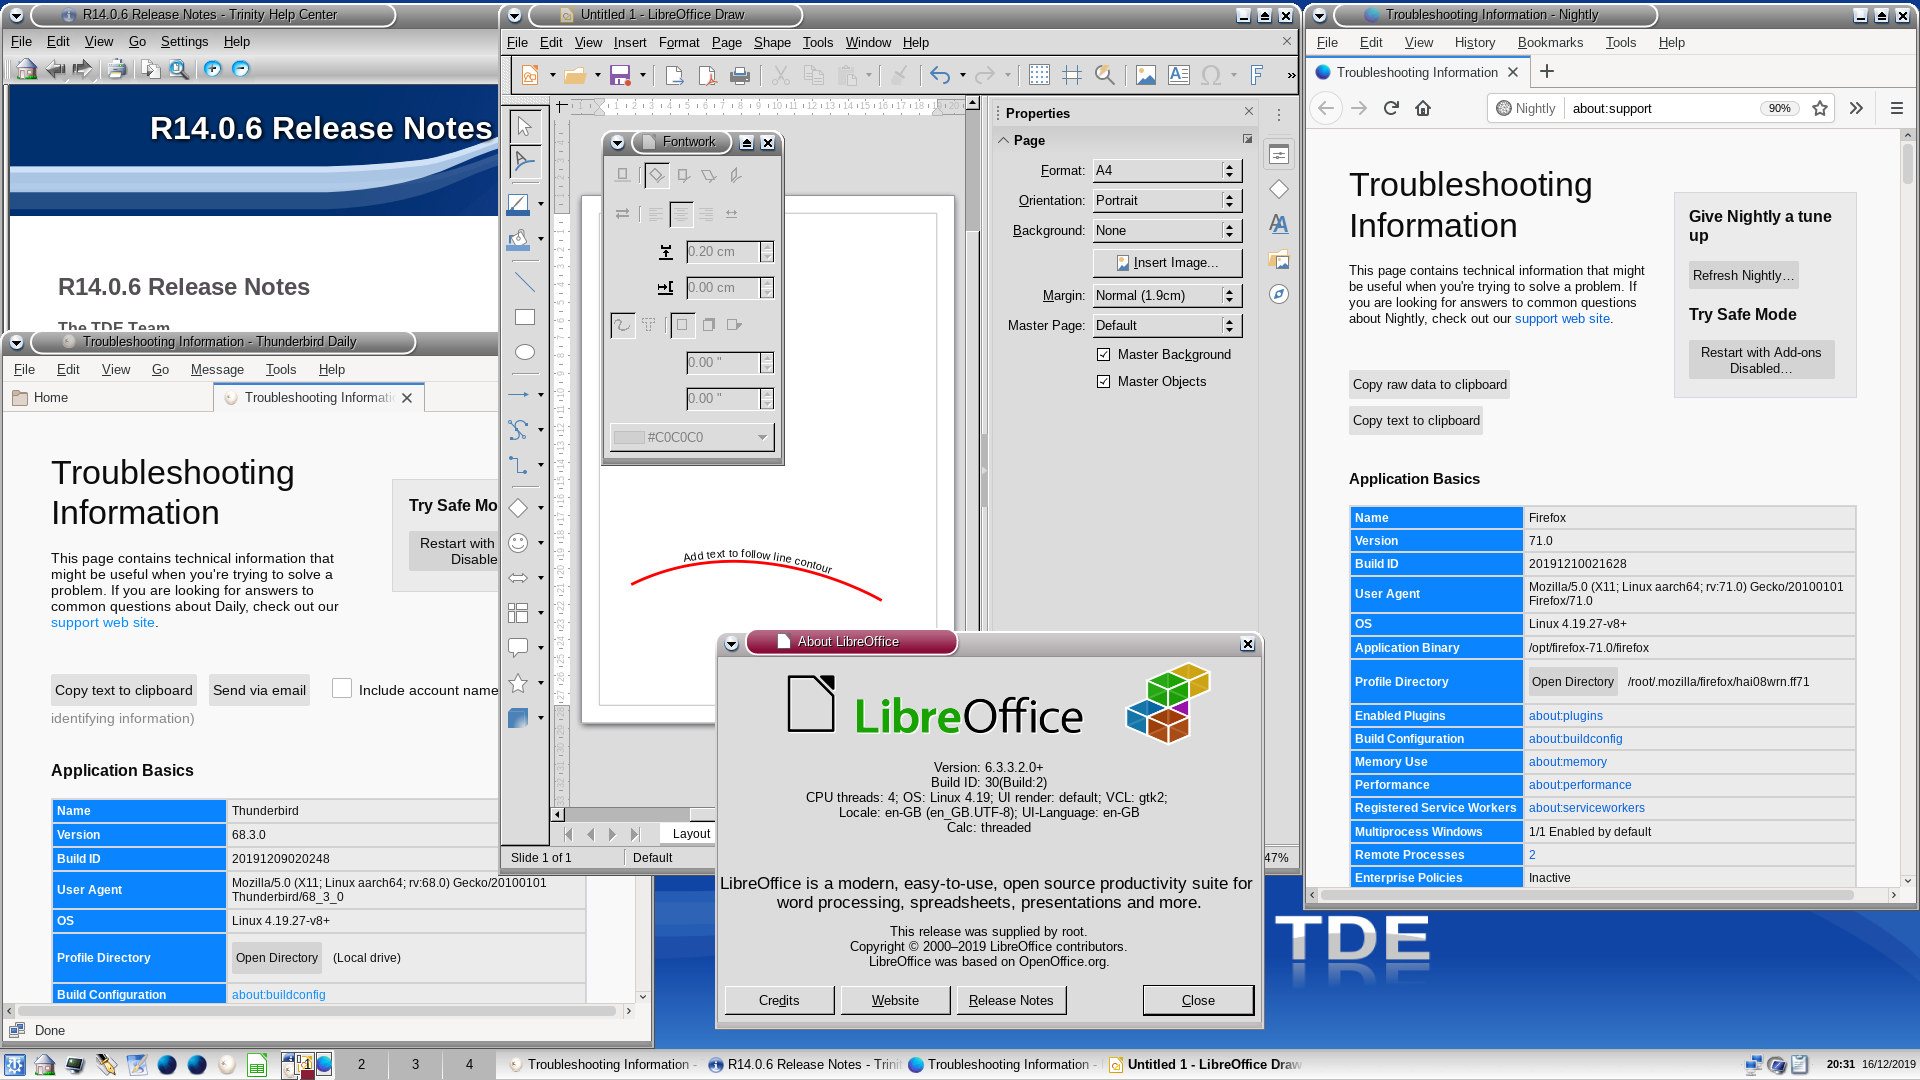 R14.0.6 Release Notes - Trinity Help Center
File Edit View Go Settings Help
R14.0.6 Release Notes
R14.0.6 Release Notes
The TDE Team
Troubleshooting Information - Thunderbird Daily
File Edit View Go Message Tools Help
Home
Troubleshooting Informati
Troubleshooting
Information
This page contains technical information that
might be useful when you're trying to solve a
problem. If you are looking for answers to
common questions about Daily, check out our
support web site.
Try Safe Mo
Restart with
Disable
Copy text to clipboard
Send via email
Include account name
identifying information)
Application Basics
Name Thunderbird
Version 68.3.0
Build ID 20191209020248
User Agent Mozilla/5.0 (X11; Linux aarch64; rv:68.0) Gecko/20100101
Thunderbird/68_3_0
OS Linux 4.19.27-v8+
Profile Directory Open Directory (Local drive)
Build Configuration about:buildconfig
Done
Untitled 1 - LibreOffice Draw
File Edit View Insert Format Page Shape Tools Window Help
Fontwork
0.20 cm
0.00 cm
0.00 "
0.00 "
#C0C0C0
Add text to follow line contour
Properties
Page
Format: A4
Orientation: Portrait
Background: None
Insert Image...
Margin: Normal (1.9cm)
Master Page: Default
Master Background
Master Objects
Layout
Slide 1 of 1 Default
47%
About LibreOffice
LibreOffice
Version: 6.3.3.2.0+
Build ID: 30(Build:2)
CPU threads: 4; OS: Linux 4.19; UI render: default; VCL: gtk2;
Locale: en-GB (en_GB.UTF-8); UI-Language: en-GB
Calc: threaded
LibreOffice is a modern, easy-to-use, open source productivity suite for
word processing, spreadsheets, presentations and more.
This release was supplied by root.
Copyright © 2000–2019 LibreOffice contributors.
LibreOffice was based on OpenOffice.org.
Credits Website Release Notes Close
Troubleshooting Information - Nightly
File Edit View History Bookmarks Tools Help
Troubleshooting Information
Nightly about:support 90%
Troubleshooting
Information
This page contains technical information that might
be useful when you're trying to solve a problem. If
you are looking for answers to common questions
about Nightly, check out our support web site.
Give Nightly a tune
up
Refresh Nightly…
Try Safe Mode
Restart with Add-ons
Disabled…
Copy raw data to clipboard
Copy text to clipboard
Application Basics
Name Firefox
Version 71.0
Build ID 20191210021628
User Agent Mozilla/5.0 (X11; Linux aarch64; rv:71.0) Gecko/20100101
Firefox/71.0
OS Linux 4.19.27-v8+
Application Binary /opt/firefox-71.0/firefox
Profile Directory Open Directory /root/.mozilla/firefox/hai08wrn.ff71
Enabled Plugins about:plugins
Build Configuration about:buildconfig
Memory Use about:memory
Performance about:performance
Registered Service Workers about:serviceworkers
Multiprocess Windows 1/1 Enabled by default
Remote Processes 2
Enterprise Policies Inactive
TDE
2 3 4
Troubleshooting Information -
R14.0.6 Release Notes - Trinit
Troubleshooting Information -
Untitled 1 - LibreOffice Draw
20:31 16/12/2019